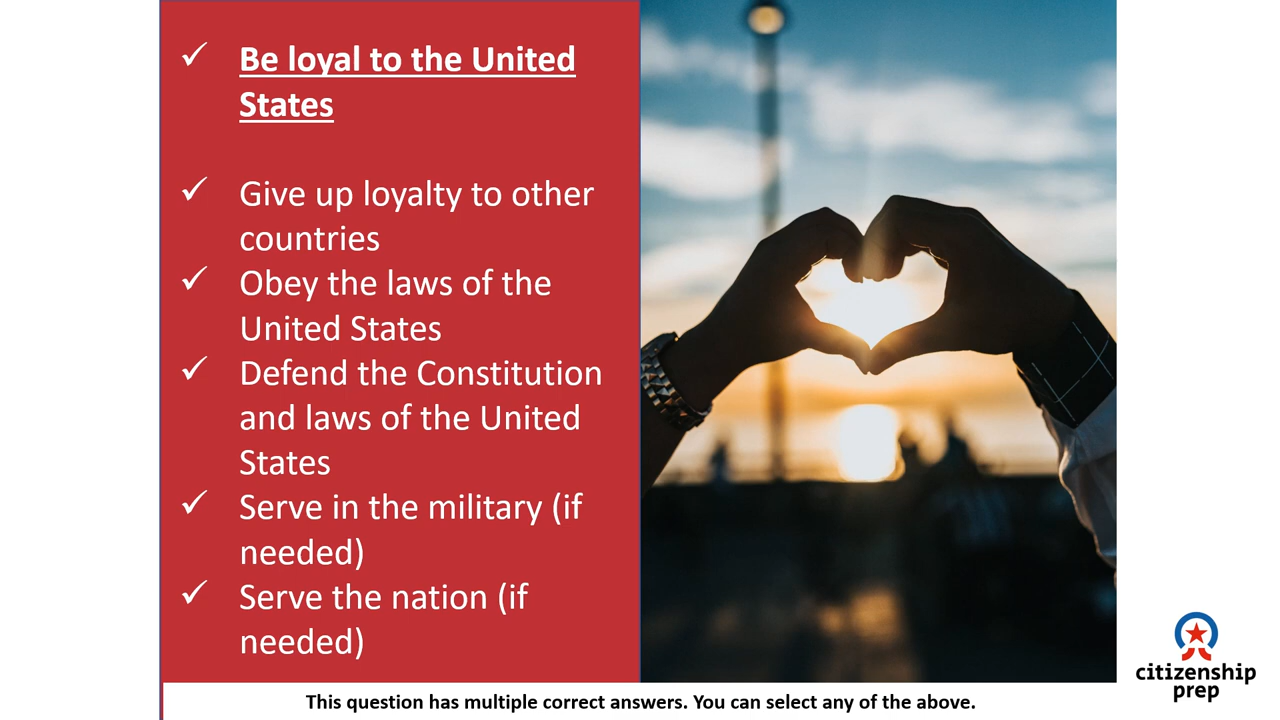 ✓ Be loyal to the United
States
✓ Give up loyalty to other
countries
✓ Obey the laws of the
United States
✓ Defend the Constitution
and laws of the United
States
✓ Serve in the military (if
needed)
✓ Serve the nation (if
needed)
This question has multiple correct answers. You can select any of the above.
citizenship
prep